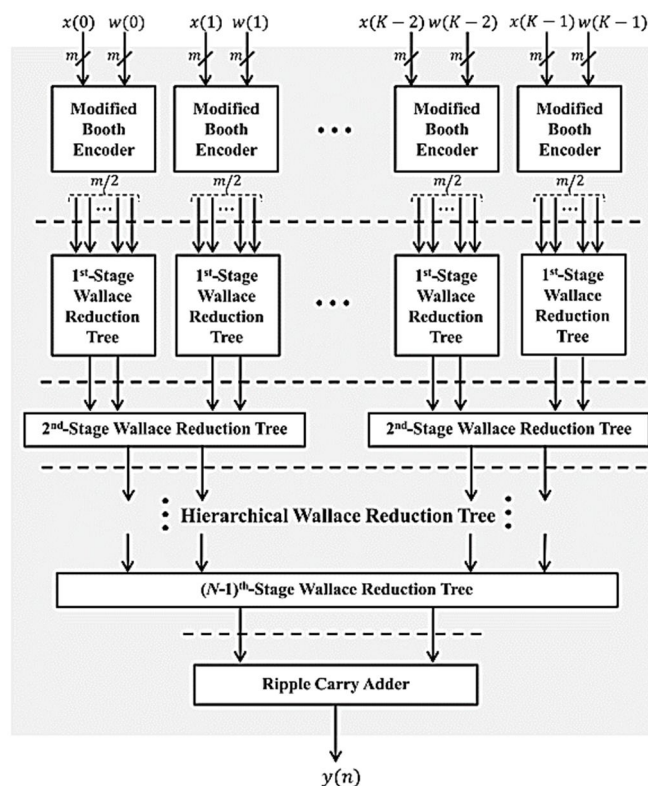 x(0) w(0) x(1) w(1) x(K − 2) w(K − 2) x(K − 1) w(K − 1)
m m m m m m m m
Modified Modified Modified Modified
Booth Booth ... Booth Booth
Encoder Encoder Encoder Encoder
m/2 m/2 m/2 m/2
... ... ... ...
1st-Stage 1st-Stage 1st-Stage 1st-Stage
Wallace Wallace Wallace Wallace
Reduction Reduction ... Reduction Reduction
Tree Tree Tree Tree
2nd-Stage Wallace Reduction Tree 2nd-Stage Wallace Reduction Tree
Hierarchical Wallace Reduction Tree
(N-1)th-Stage Wallace Reduction Tree
Ripple Carry Adder
y(n)